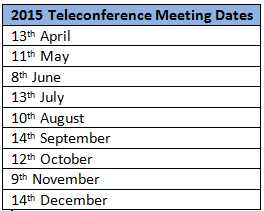 2015 Teleconference Meeting Dates
13th April
11th May
8th June
13th July
10th August
14th September
12th October
9th November
14th December